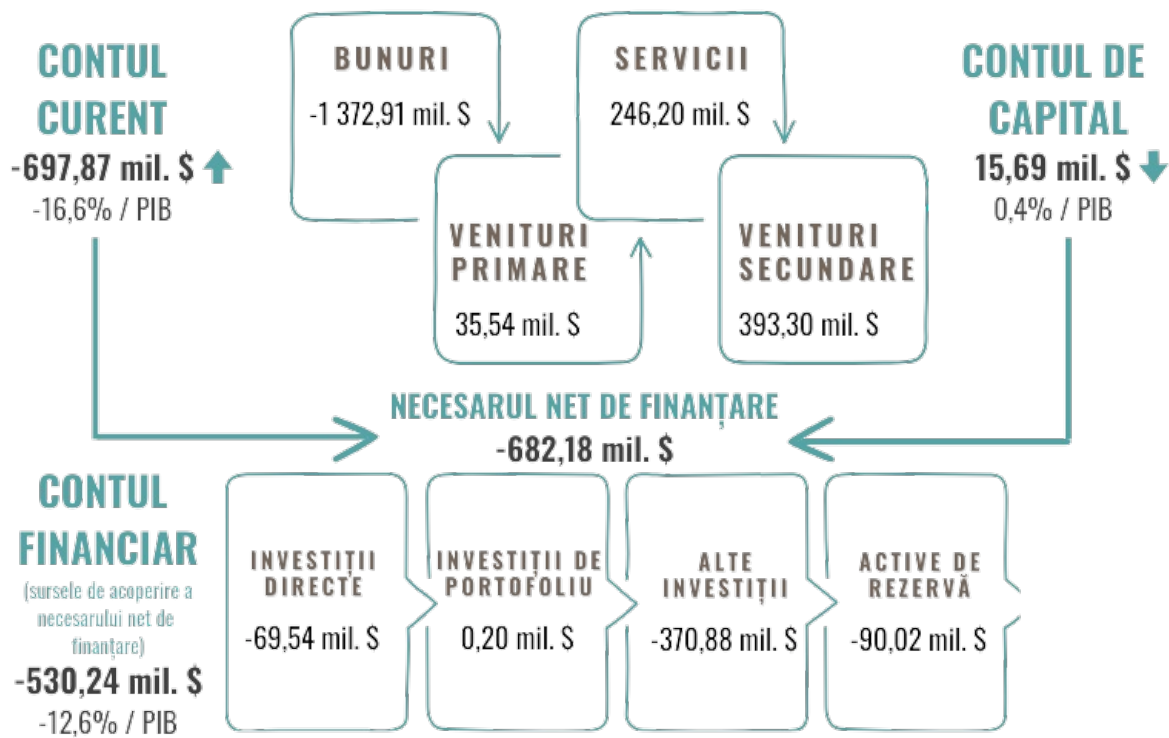 CONTUL
CURENT
-697,87 mil. $
-16,6% / PIB
BUNURI
-1 372,91 mil. $
SERVICII
246,20 mil. $
VENITURI
PRIMARE
35,54 mil. $
VENITURI
SECUNDARE
393,30 mil. $
CONTUL DE
CAPITAL
15,69 mil. $
0,4% / PIB
NECESARUL NET DE FINANȚARE
-682,18 mil. $
CONTUL
FINANCIAR
(sursele de acoperire a
necesarului net de
finanțare)
-530,24 mil. $
-12,6% / PIB
INVESTIȚII
DIRECTE
-69,54 mil. $
INVESTIȚII DE
PORTOFOLIU
0,20 mil. $
ALTE
INVESTIȚII
-370,88 mil. $
ACTIVE DE
REZERVĂ
-90,02 mil. $